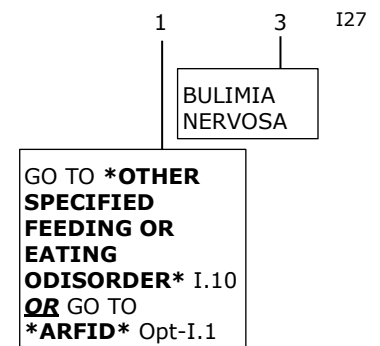 1 3 I27
BULIMIA
NERVOSA
GO TO *OTHER
SPECIFIED
FEEDING OR
EATING
ODISORDER* I.10
OR GO TO
*ARFID* Opt-I.1